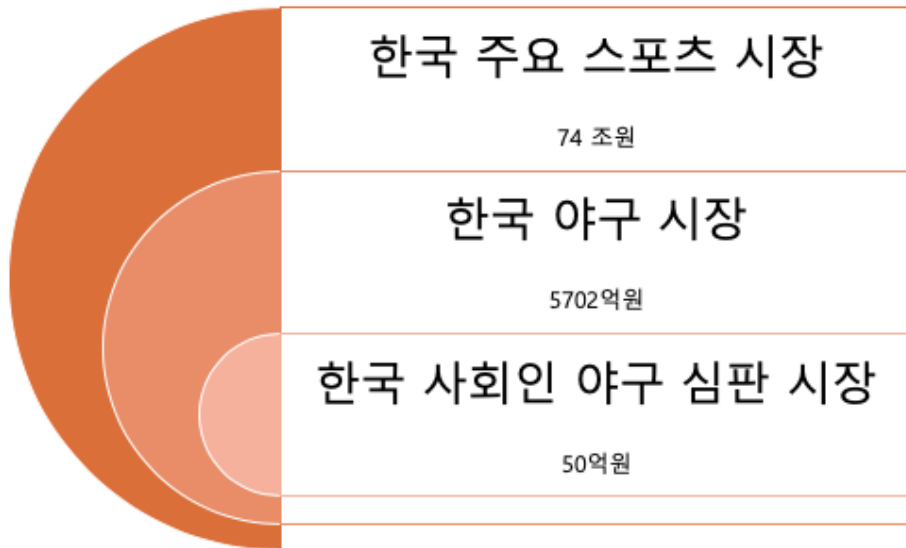 한국 주요 스포츠 시장
74 조원
한국 야구 시장
5702억원
한국 사회인 야구 심판 시장
50억원